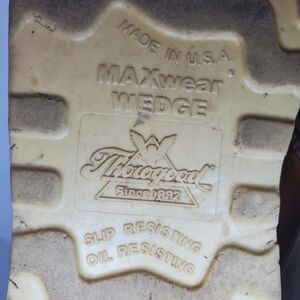 MADE IN U.S.A.
MAXwear
WEDGE
Thorogood
Since 1892
SLIP RESISTING
OIL RESISTING